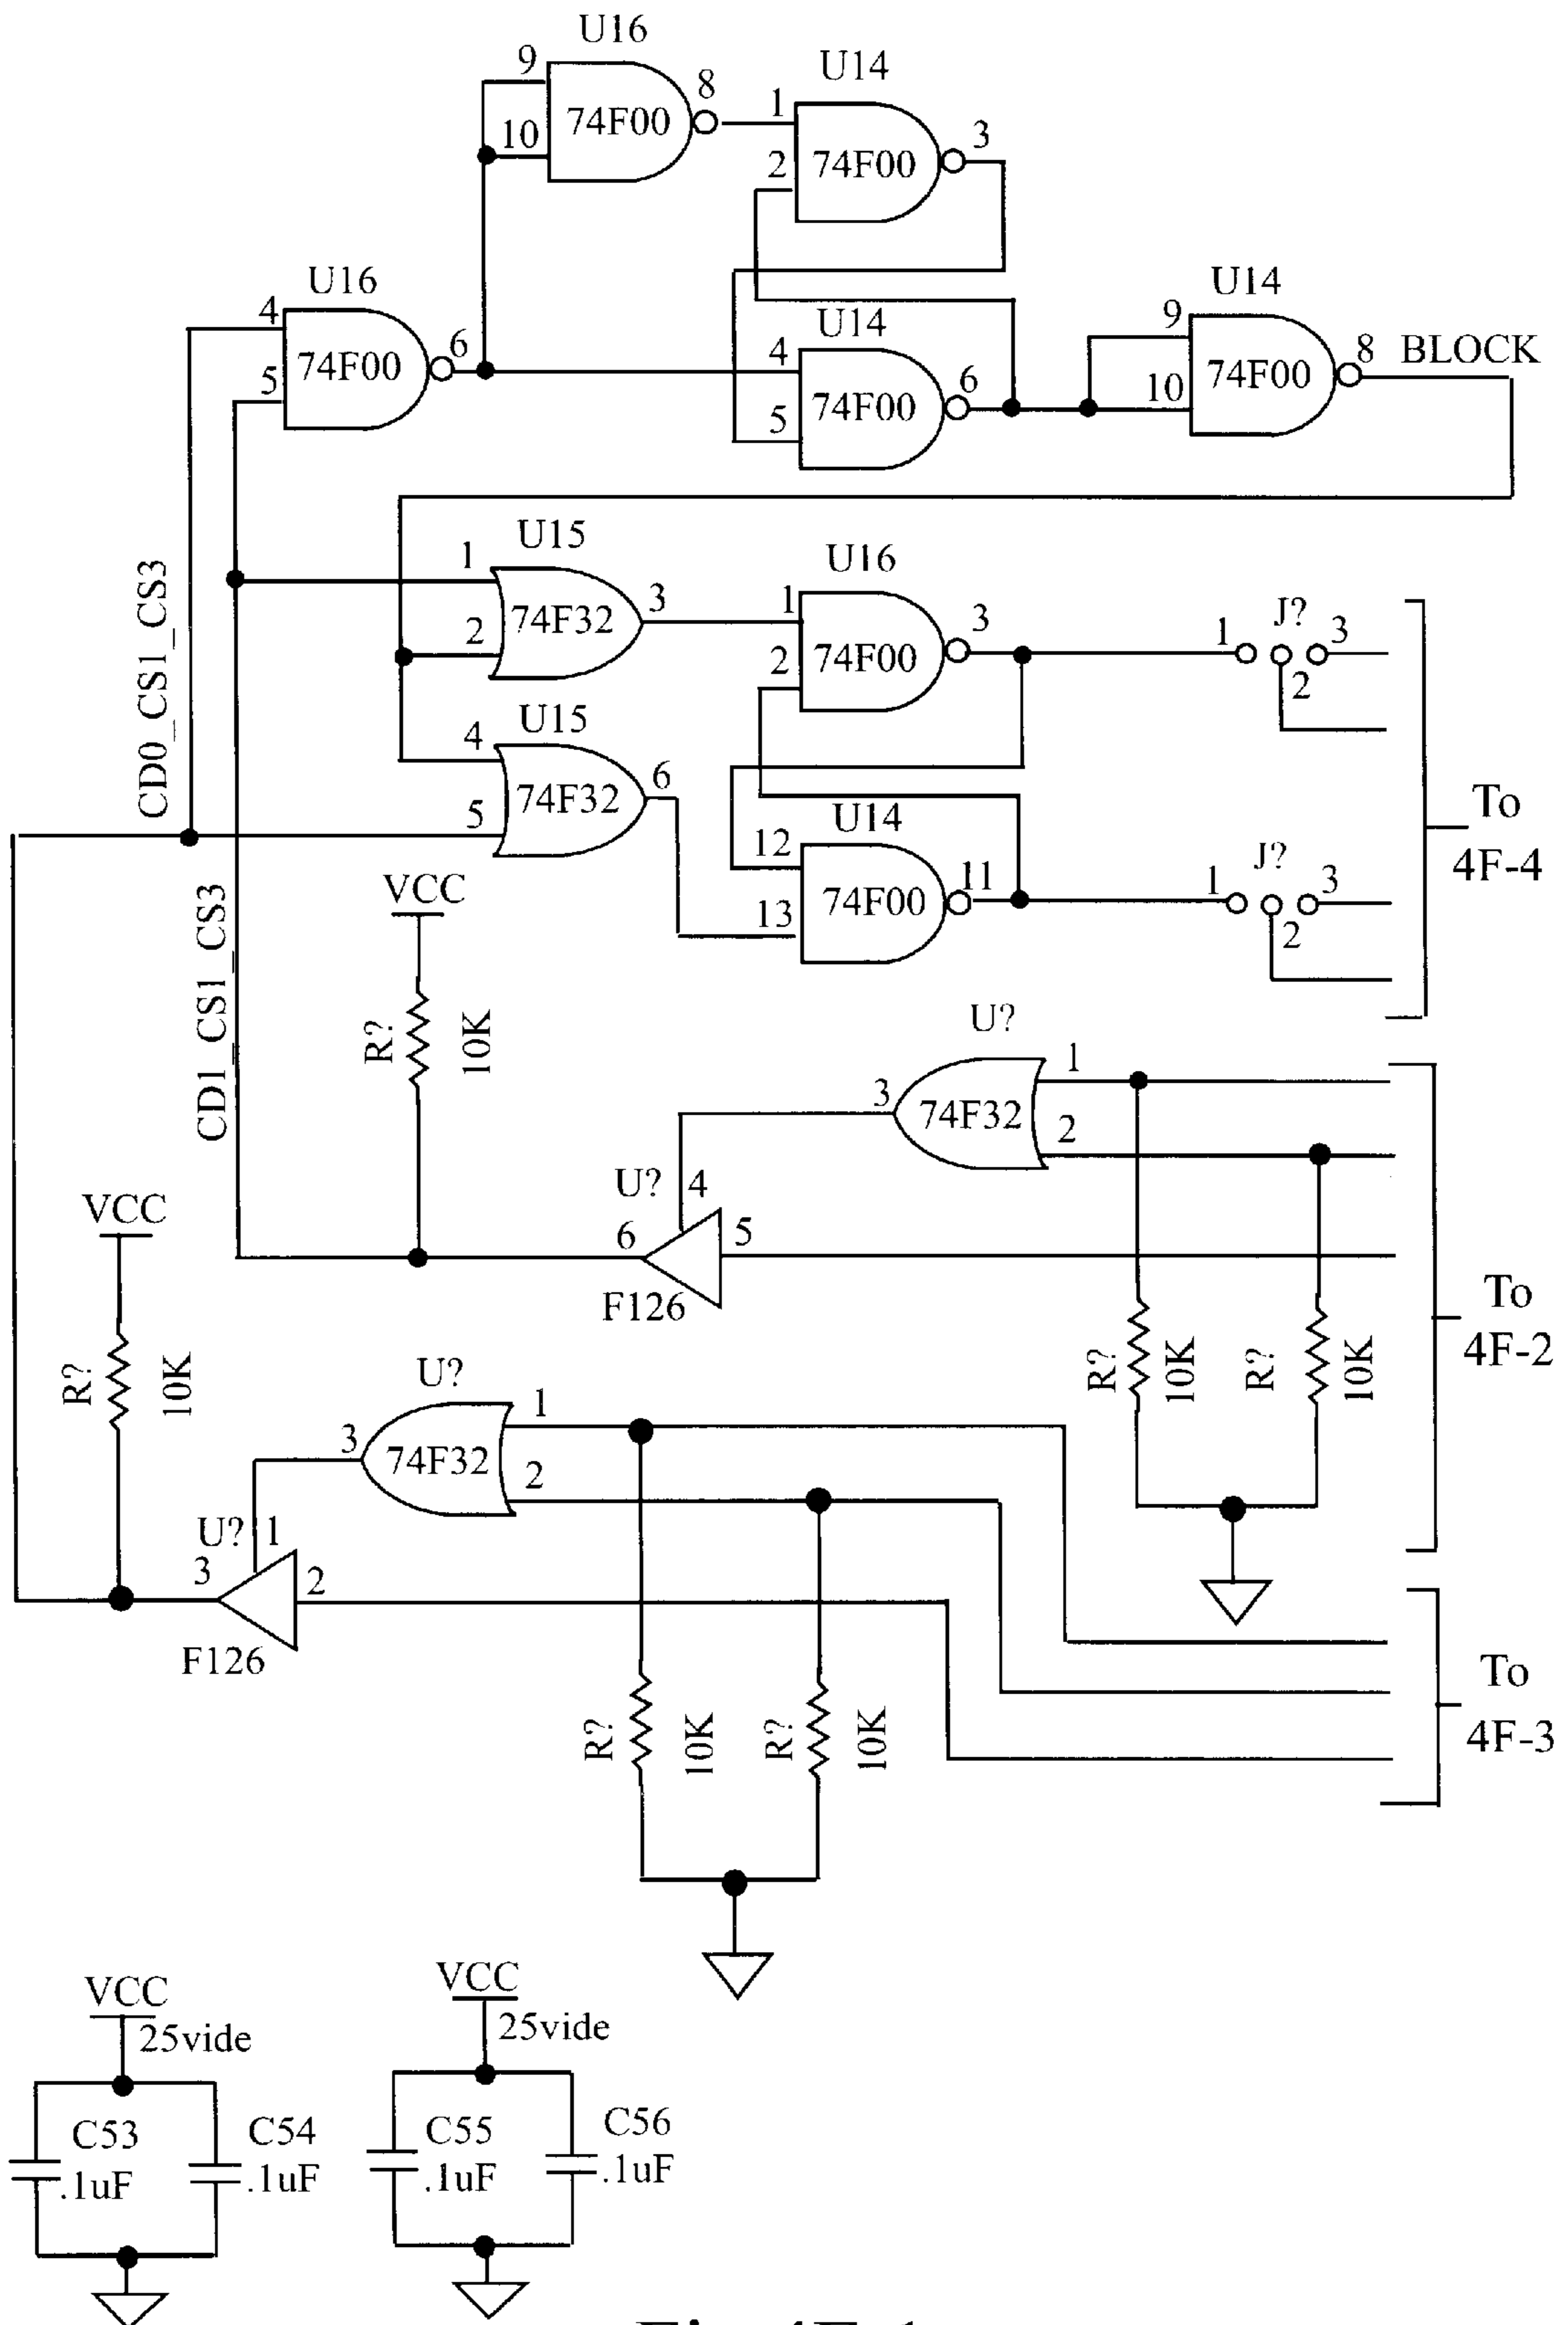 U16
9
10
74F00
8
U14
1
2
74F00
3
U16
4
5
74F00
6
U14
4
5
74F00
6
U14
9
10
74F00
8
BLOCK
CD0_CS1_CS3
U15
1
2
74F32
3
U16
1
2
74F00
3
J?
1
3
2
U15
4
5
74F32
6
U14
12
13
74F00
11
J?
1
3
2
To
4F-4
CD1_CS1_CS3
VCC
R?
10K
U?
1
2
74F32
3
U?
4
6
5
F126
R?
10K
R?
10K
To
4F-2
VCC
R?
10K
U?
1
2
74F32
3
U?
1
3
2
F126
R?
10K
R?
10K
To
4F-3
VCC
25vide
C53
.1uF
C54
.1uF
VCC
25vide
C55
.1uF
C56
.1uF